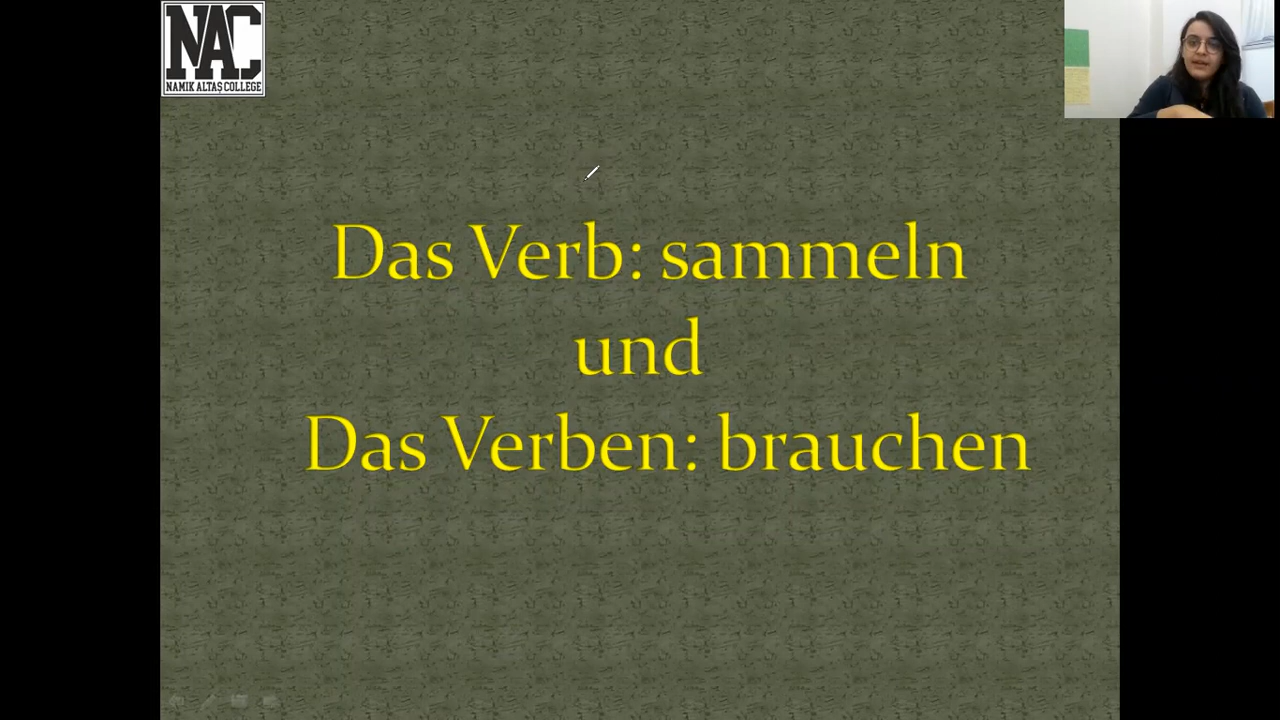 NAC
NAMIK ALTAŞ COLLEGE
Das Verb: sammeln
und
Das Verben: brauchen